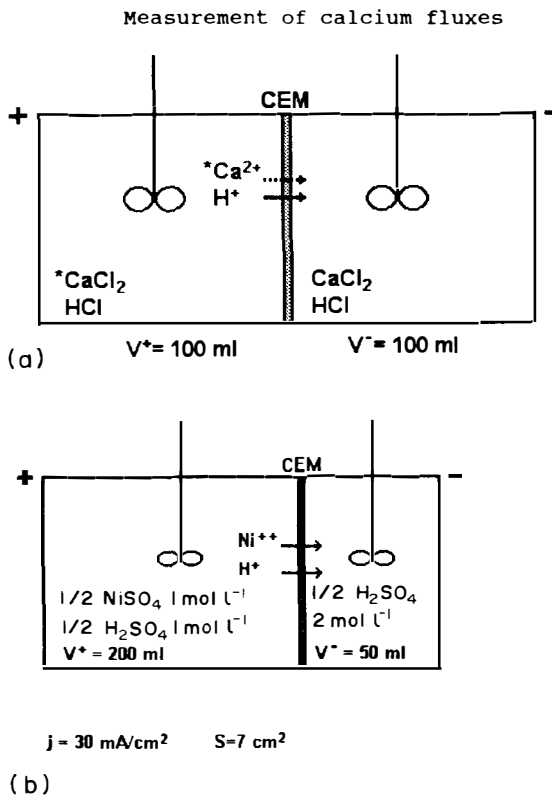 Measurement of calcium fluxes
+ CEM -
*Ca²⁺
H⁺
*CaCl₂ CaCl₂
HCl HCl
V⁺= 100 ml V⁻= 100 ml
(a)
+ CEM -
Ni⁺⁺
H⁺
1/2 NiSO₄ 1 mol l⁻¹
1/2 H₂SO₄ 1 mol l⁻¹
V⁺ = 200 ml
1/2 H₂SO₄
2 mol l⁻¹
V⁻ = 50 ml
j = 30 mA/cm² S=7 cm²
(b)